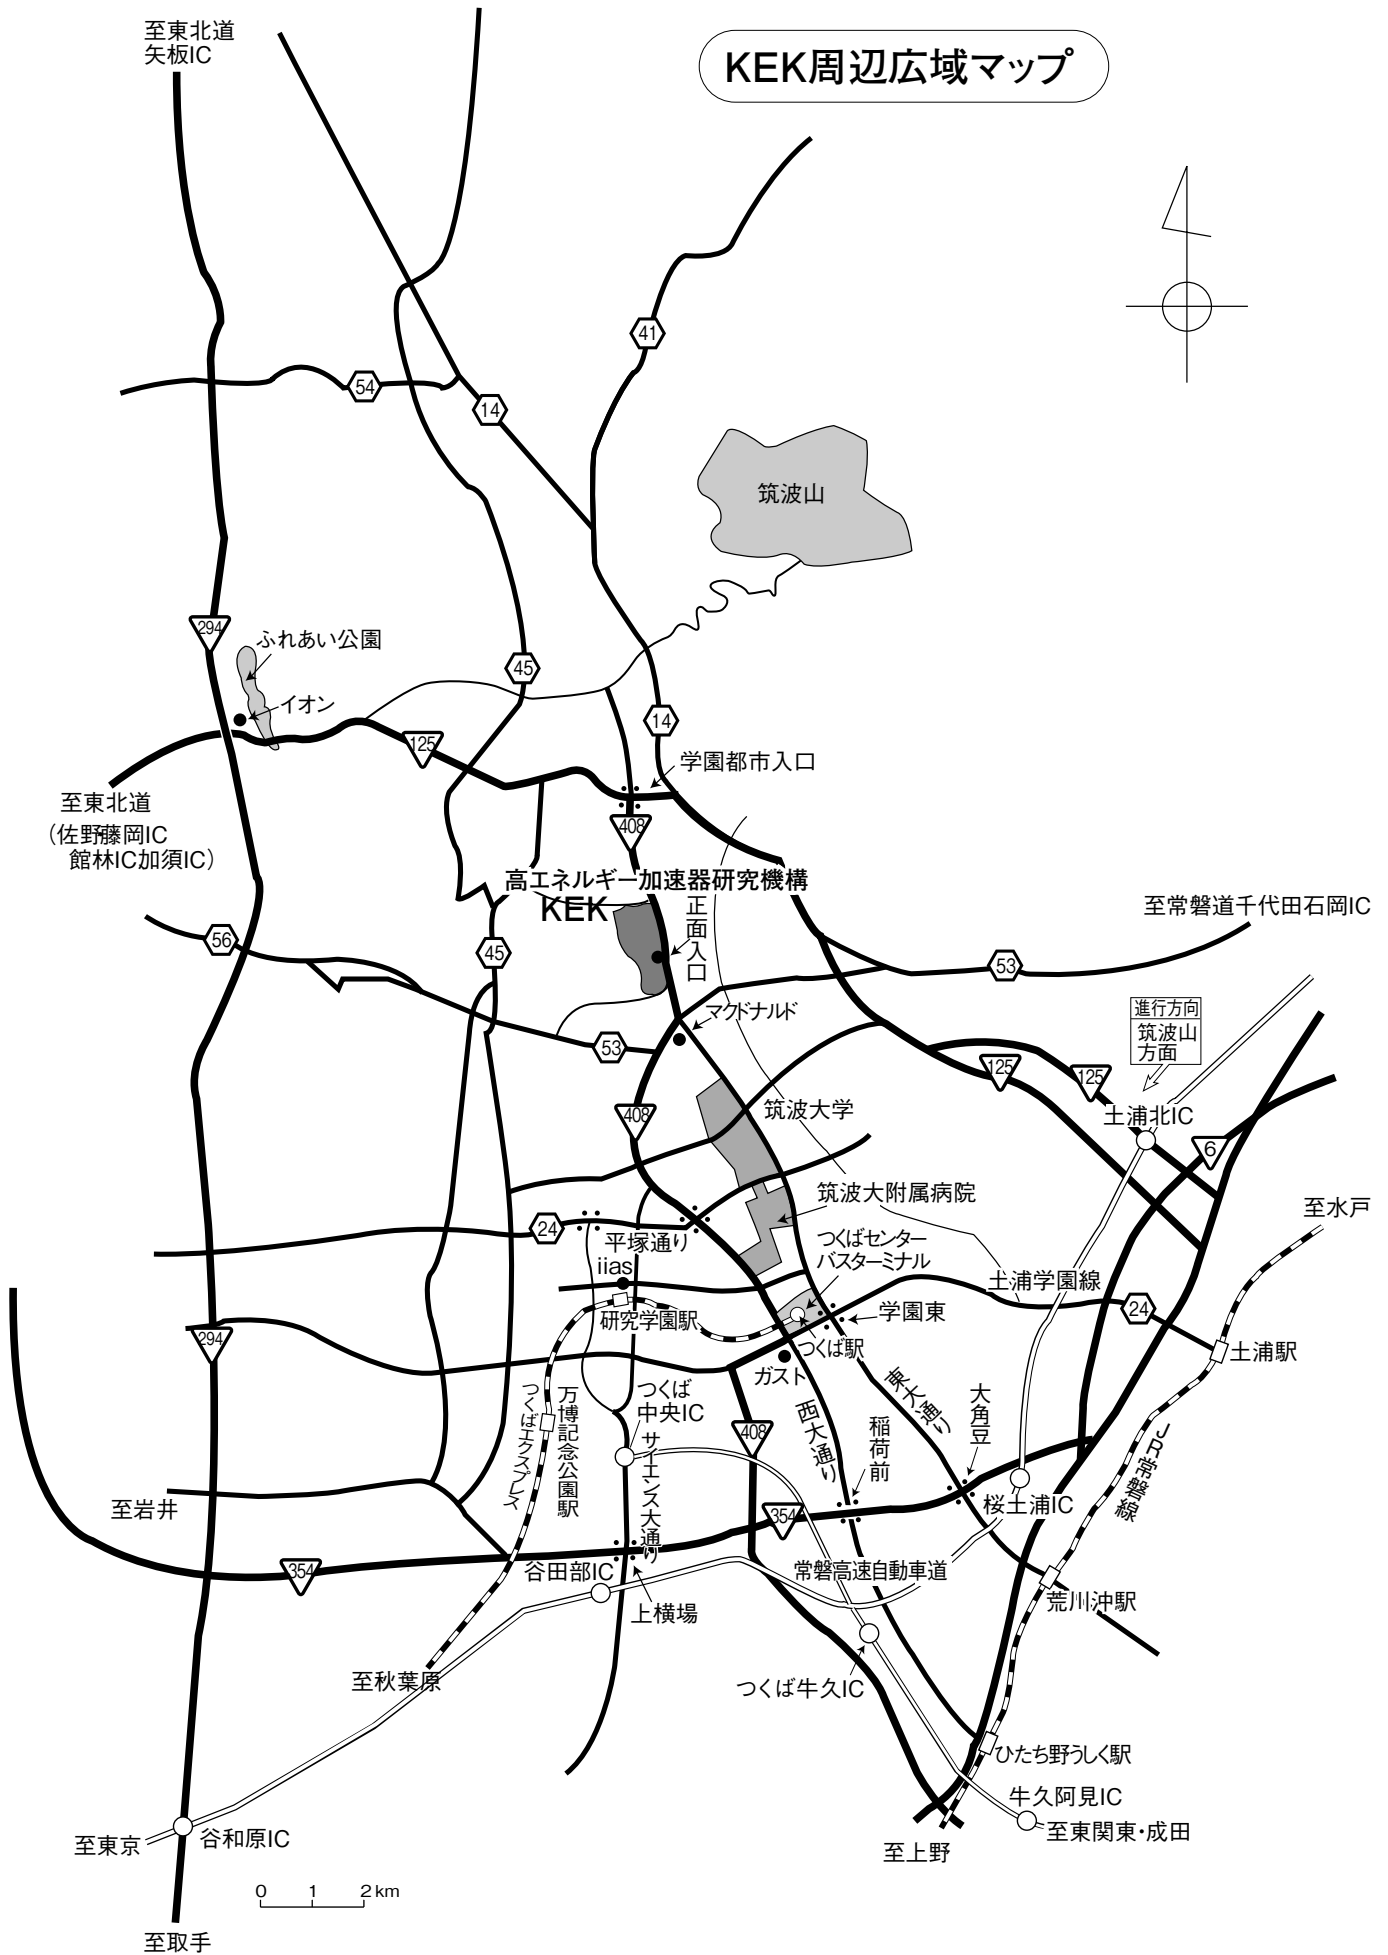 至東北道
矢板IC
KEK周辺広域マップ
41
54
14
筑波山
294
ふれあい公園
45
イオン
14
125
学園都市入口
至東北道
(佐野藤岡IC
館林IC加須IC)
408
高エネルギー加速器研究機構
KEK
正面入口
至常磐道千代田石岡IC
56
45
53
進行方向
筑波山
方面
マクドナルド
53
125
125
408
筑波大学
土浦北IC
6
筑波大附属病院
至水戸
24
平塚通り
つくばセンター
バスターミナル
iias
土浦学園線
24
研究学園駅
学園東
294
つくば駅
土浦駅
ガスト
東大通り
大角豆
つくば
中央IC
万博記念公園駅
つくばエクスプレス
西大通り
稲荷前
408
サイエンス大通り
JR常磐線
至岩井
354
桜土浦IC
354
谷田部IC
常磐高速自動車道
上横場
荒川沖駅
至秋葉原
つくば牛久IC
ひたち野うしく駅
牛久阿見IC
至東関東・成田
至東京
谷和原IC
至上野
0 1 2 km
至取手